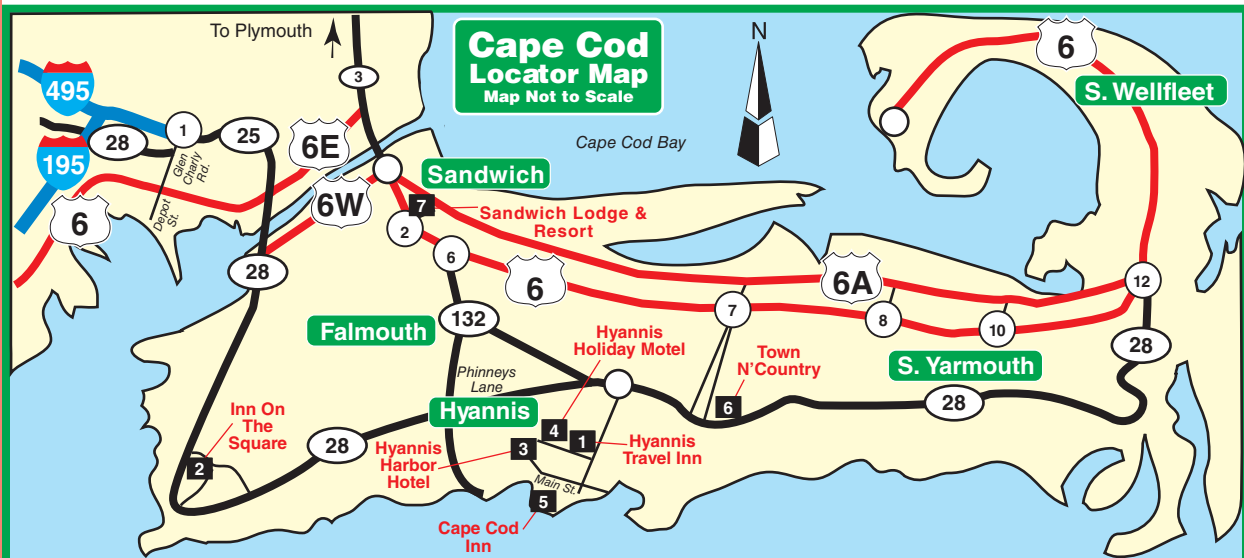 To Plymouth
Cape Cod
Locator Map
Map Not to Scale
N
6
S. Wellfleet
495
3
1
28
25
6E
Cape Cod Bay
195
Glen
Charly
Rd.
Sandwich
6W
7
Sandwich Lodge &
Resort
6
Depot
St.
2
6
28
6
6A
12
7
8
10
132
Falmouth
Hyannis
Holiday Motel
28
Town
N'Country
S. Yarmouth
Phinneys
Lane
6
28
Inn On
The
Square
Hyannis
28
4
1
Hyannis
Travel Inn
Hyannis
Harbor
Hotel
3
2
Main St.
5
Cape Cod
Inn